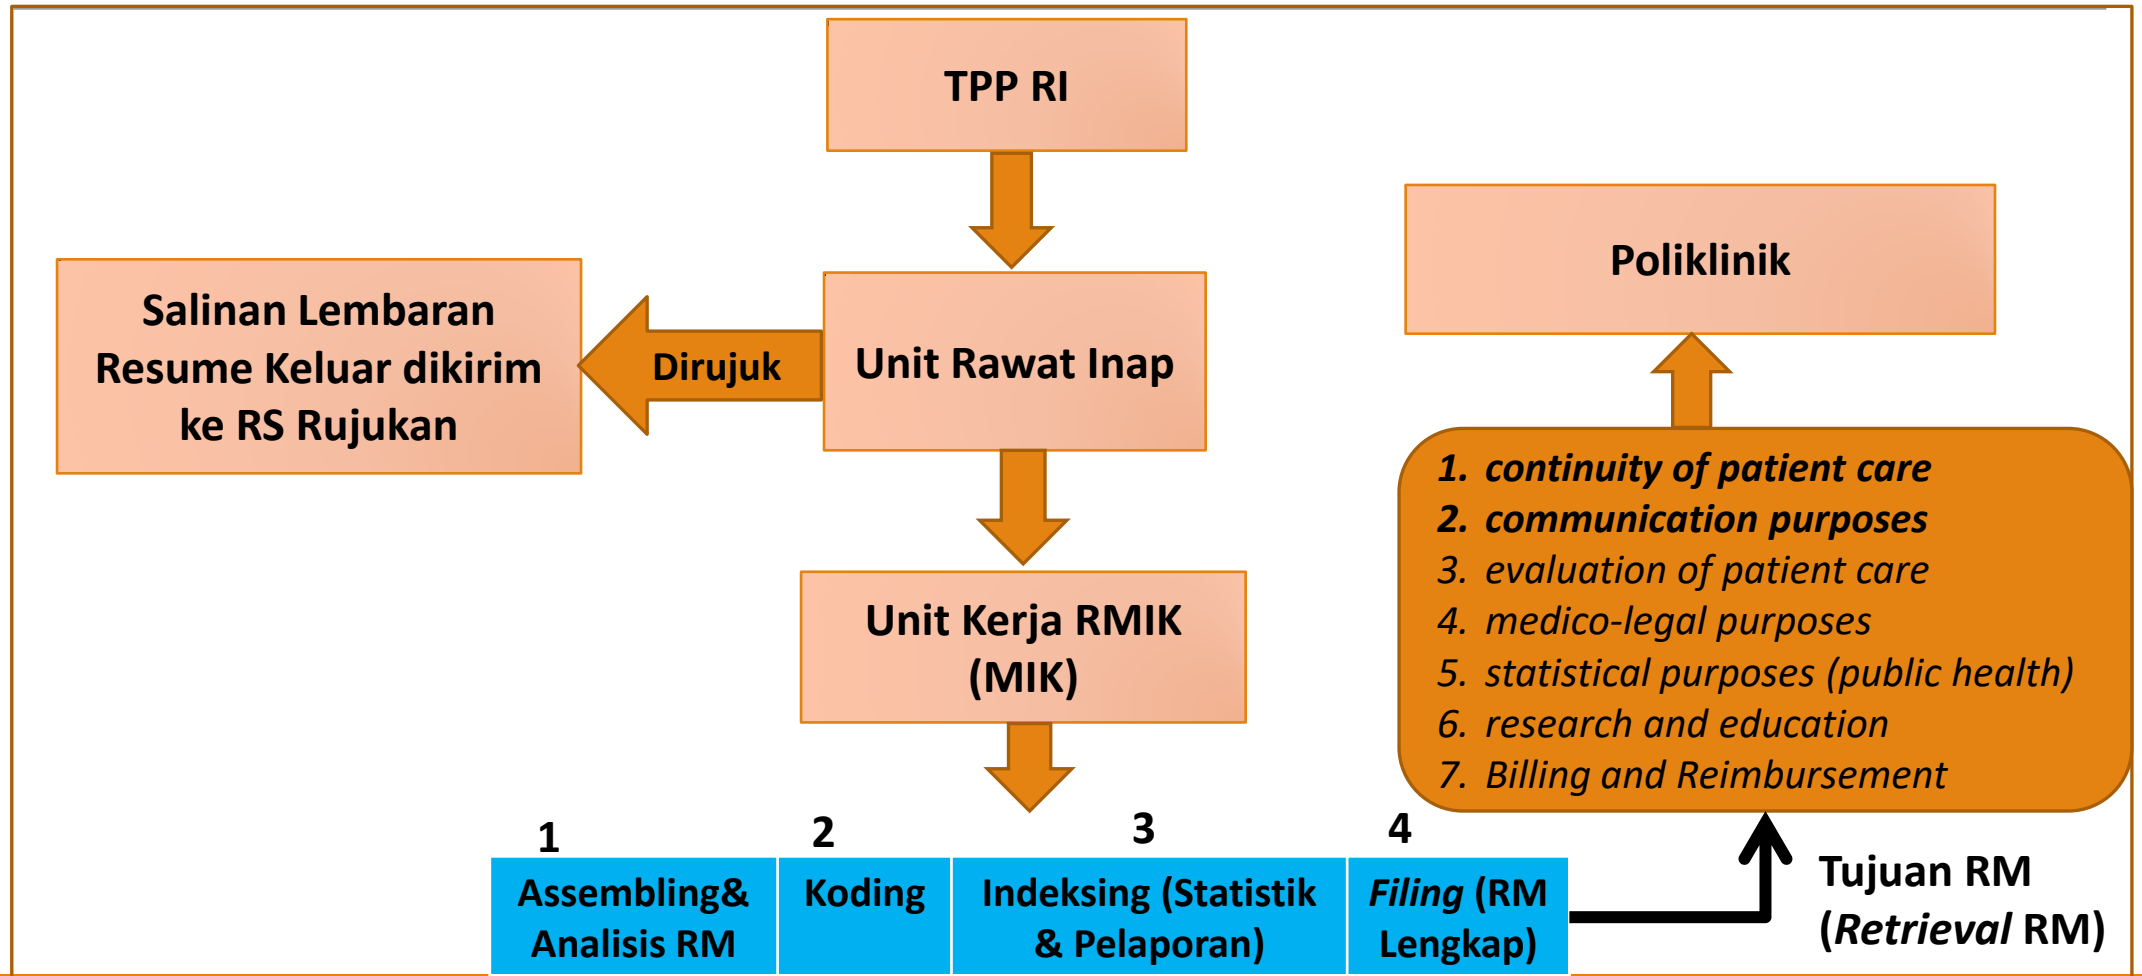 TPP RI
Poliklinik
Salinan Lembaran
Resume Keluar dikirim
ke RS Rujukan
Dirujuk
Unit Rawat Inap
1. continuity of patient care
2. communication purposes
3. evaluation of patient care
4. medico-legal purposes
5. statistical purposes (public health)
6. research and education
7. Billing and Reimbursement
Unit Kerja RMIK
(MIK)
1
2
3
4
Assembling&
Analisis RM
Koding
Indeksing (Statistik
& Pelaporan)
Filing (RM
Lengkap)
Tujuan RM
(Retrieval RM)